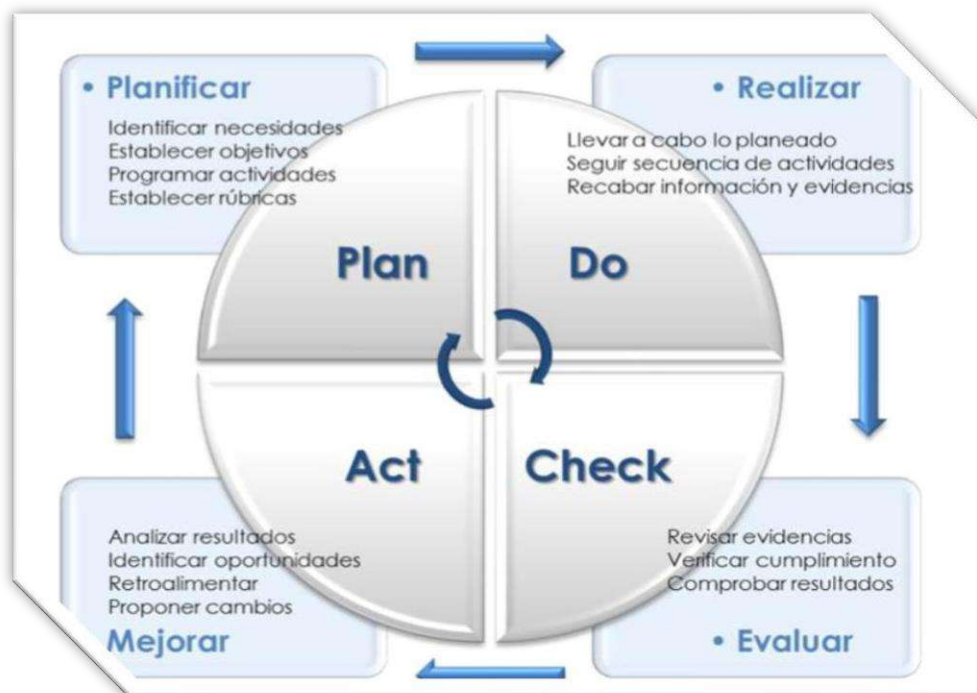 • Planificar
Identificar necesidades
Establecer objetivos
Programar actividades
Establecer rúbricas
• Realizar
Llevar a cabo lo planeado
Seguir secuencia de actividades
Recabar información y evidencias
Plan
Do
Act
Check
Analizar resultados
Identificar oportunidades
Retroalimentar
Proponer cambios
Mejorar
Revisar evidencias
Verificar cumplimiento
Comprobar resultados
• Evaluar